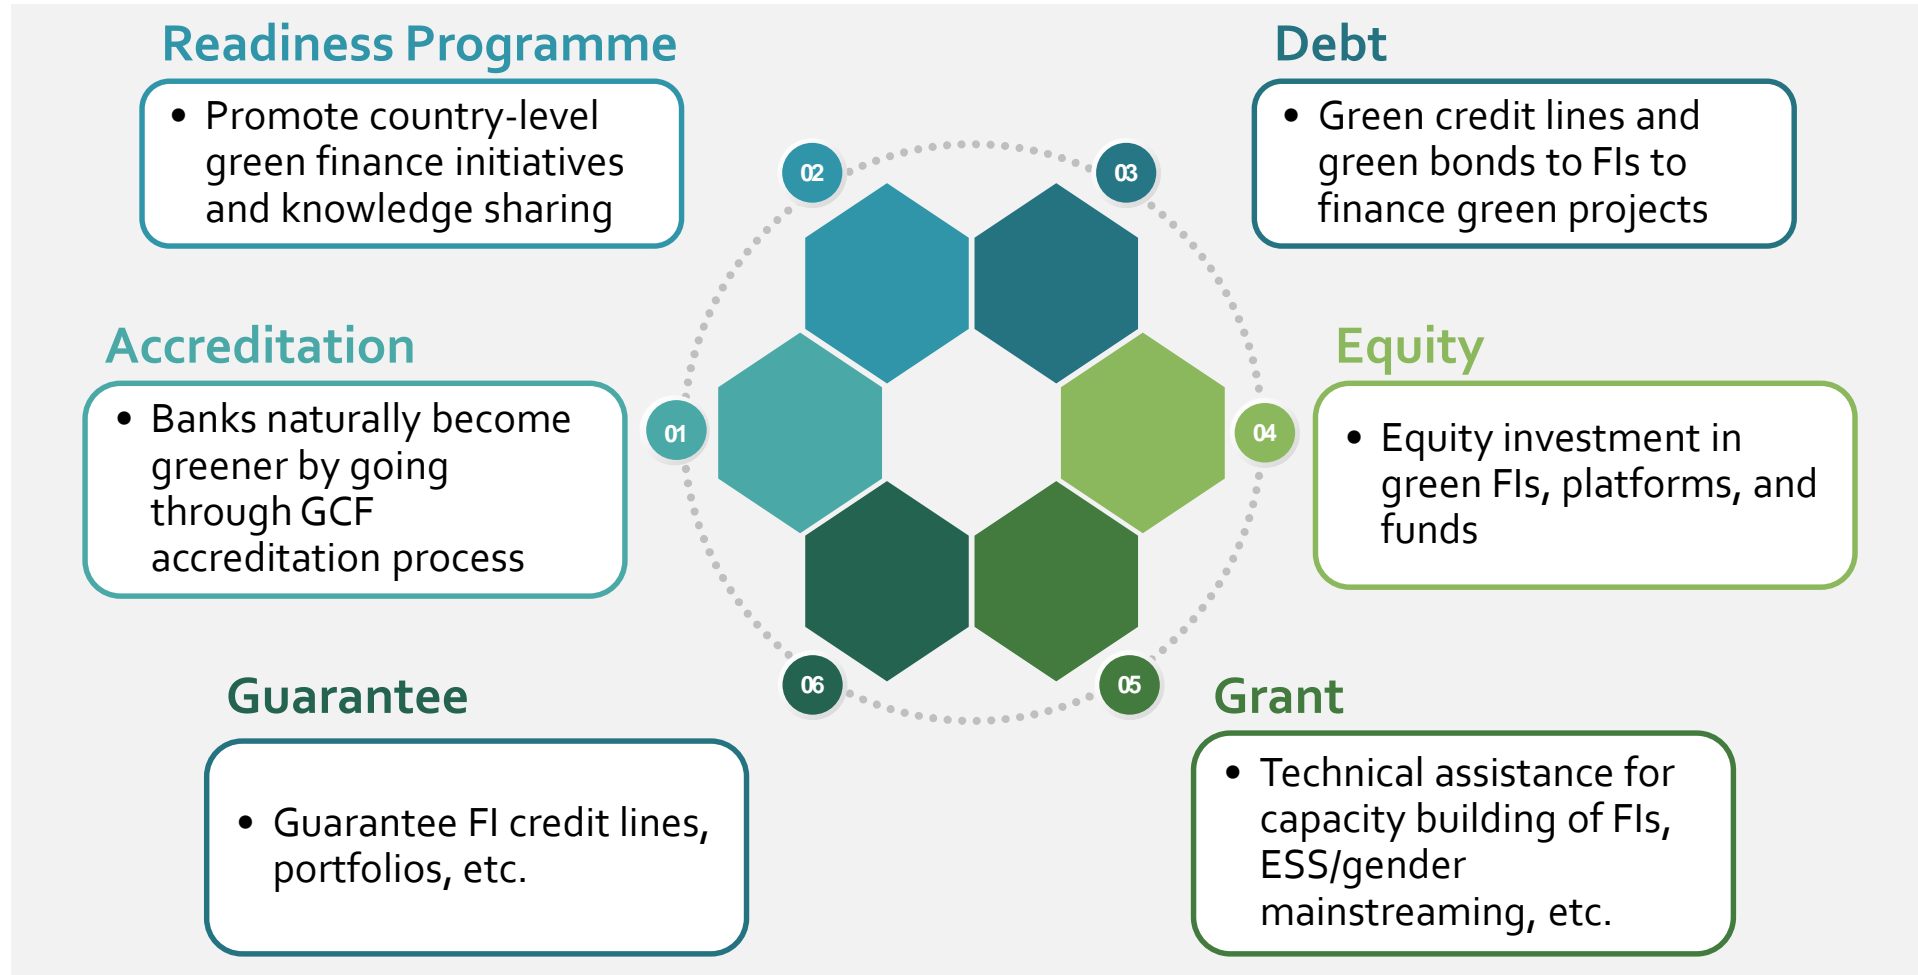 Readiness Programme
• Promote country-level
green finance initiatives
and knowledge sharing
02
03
Debt
• Green credit lines and
green bonds to FIs to
finance green projects
Accreditation
• Banks naturally become
greener by going
through GCF
accreditation process
01
04
Equity
• Equity investment in
green FIs, platforms, and
funds
Guarantee
• Guarantee FI credit lines,
portfolios, etc.
06
05
Grant
• Technical assistance for
capacity building of FIs,
ESS/gender
mainstreaming, etc.